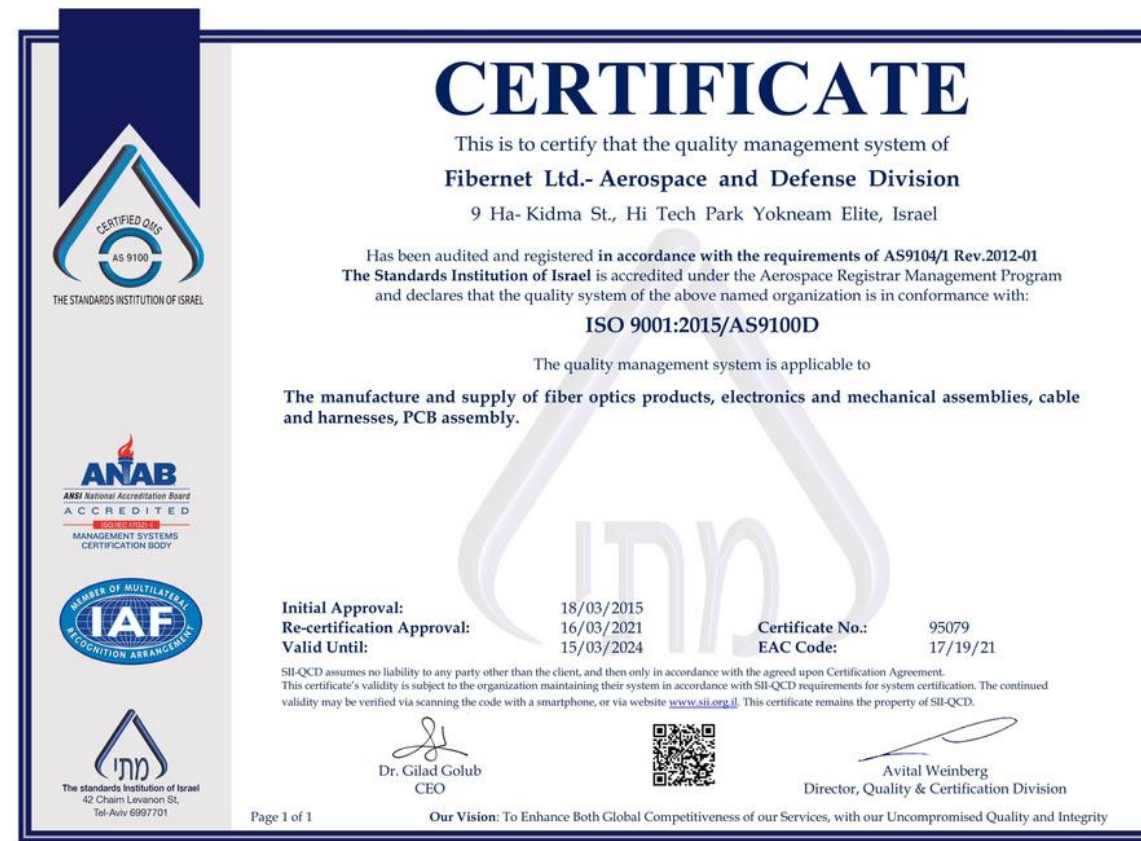 CERTIFICATE
This is to certify that the quality management system of
Fibernet Ltd.- Aerospace and Defense Division
9 Ha- Kidma St., Hi Tech Park Yokneam Elite, Israel
Has been audited and registered in accordance with the requirements of AS9104/1 Rev.2012-01
The Standards Institution of Israel is accredited under the Aerospace Registrar Management Program
and declares that the quality system of the above named organization is in conformance with:
ISO 9001:2015/AS9100D
The quality management system is applicable to
The manufacture and supply of fiber optics products, electronics and mechanical assemblies, cable
and harnesses, PCB assembly.
מתי
Initial Approval: 18/03/2015
Re-certification Approval: 16/03/2021 Certificate No.: 95079
Valid Until: 15/03/2024 EAC Code: 17/19/21
SII-QCD assumes no liability to any party other than the client, and then only in accordance with the agreed upon Certification Agreement.
This certificate's validity is subject to the organization maintaining their system in accordance with SII-QCD requirements for system certification. The continued
validity may be verified via scanning the code with a smartphone, or via website www.sii.org.il. This certificate remains the property of SII-QCD.
Dr. Gilad Golub
CEO
Avital Weinberg
Director, Quality & Certification Division
Page 1 of 1
Our Vision: To Enhance Both Global Competitiveness of our Services, with our Uncompromised Quality and Integrity
CERTIFIED QMS
AS 9100
THE STANDARDS INSTITUTION OF ISRAEL
ANAB
ANSI National Accreditation Board
ACCREDITED
ISO/IEC 17021-1
MANAGEMENT SYSTEMS
CERTIFICATION BODY
MEMBER OF MULTILATERAL
IAF
RECOGNITION ARRANGEMENT
מתי
The standards Institution of Israel
42 Chaim Levanon St,
Tel-Aviv 6997701